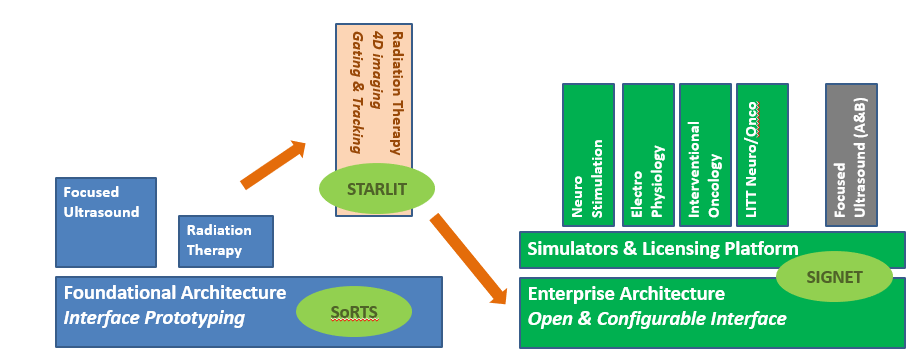 Focused
Ultrasound
Radiation
Therapy
Foundational Architecture
Interface Prototyping
SoRTS
Radiation Therapy
4D imaging
Gating & Tracking
STARLIT
Neuro
Stimulation
Electro
Physiology
Interventional
Oncology
LITT Neuro/Onco
Focused
Ultrasound (A&B)
Simulators & Licensing Platform
SIGNET
Enterprise Architecture
Open & Configurable Interface